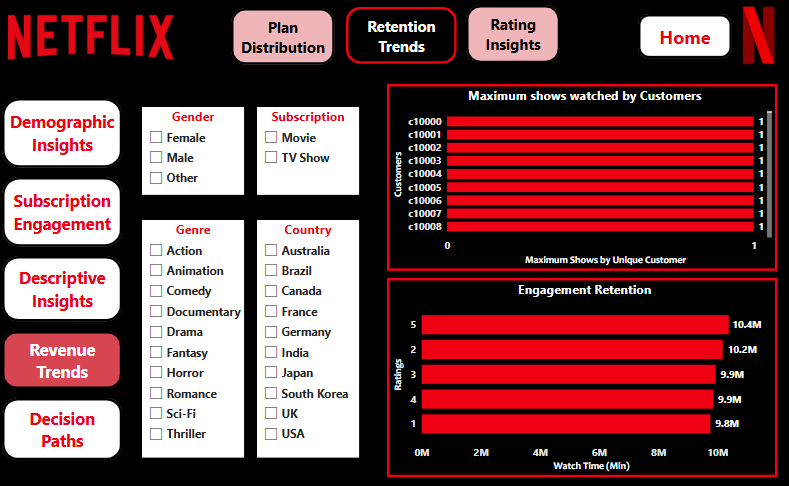 NETFLIX
Plan
Distribution
Retention
Trends
Rating
Insights
Home
N
Demographic
Insights
Subscription
Engagement
Descriptive
Insights
Revenue
Trends
Decision
Paths
Gender
Female
Male
Other
Subscription
Movie
TV Show
Genre
Action
Animation
Comedy
Documentary
Drama
Fantasy
Horror
Romance
Sci-Fi
Thriller
Country
Australia
Brazil
Canada
France
Germany
India
Japan
South Korea
UK
USA
Maximum shows watched by Customers
Customers
c10000 1
c10001 1
c10002 1
c10003 1
c10004 1
c10005 1
c10006 1
c10007 1
c10008 1
0 1
Maximum Shows by Unique Customer
Engagement Retention
Ratings
5 10.4M
2 10.2M
3 9.9M
4 9.9M
1 9.8M
0M 2M 4M 6M 8M 10M
Watch Time (Min)